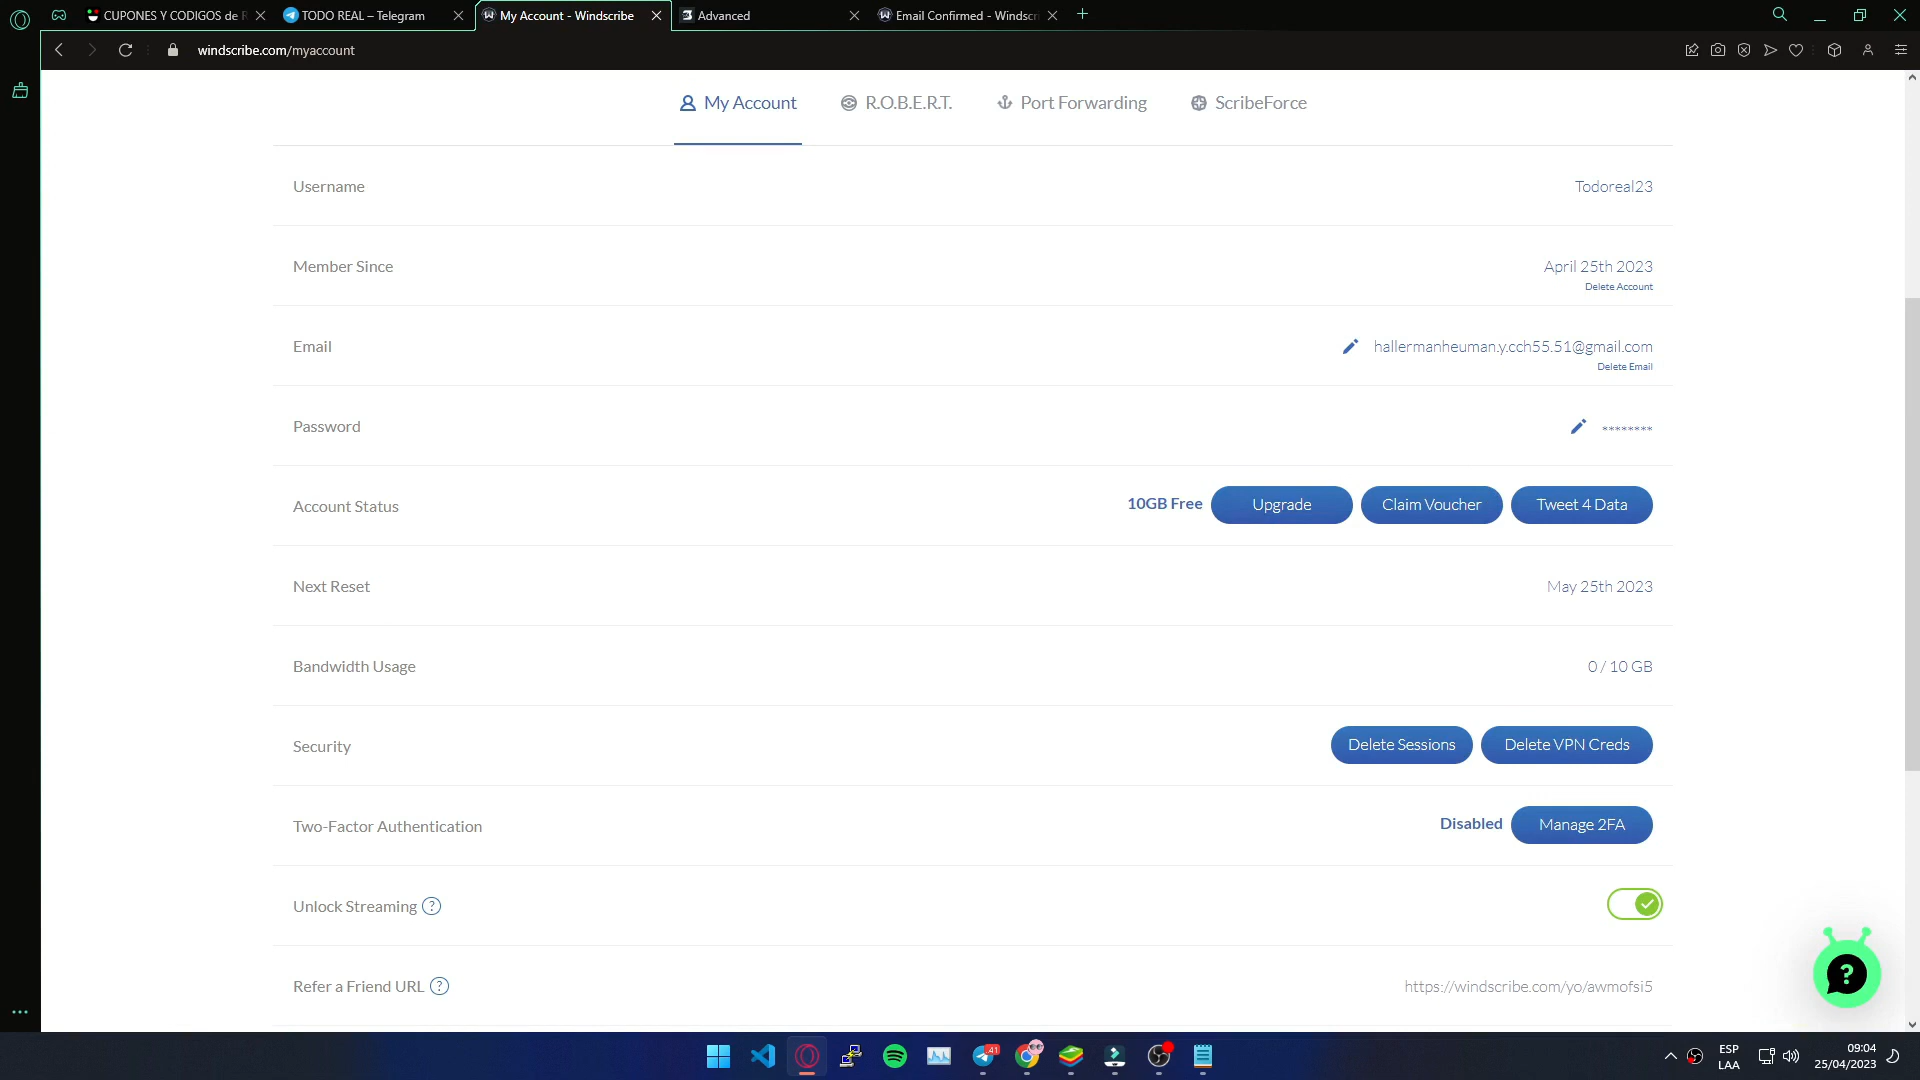 CUPONES Y CODIGOS de R
TODO REAL – Telegram
My Account - Windscribe
Advanced
Email Confirmed - Windscr
windscribe.com/myaccount
My Account
R.O.B.E.R.T.
Port Forwarding
ScribeForce
Username
Todoreal23
Member Since
April 25th 2023
Delete Account
Email
hallermanheuman.y.cch55.51@gmail.com
Delete Email
Password
********
Account Status
10GB Free
Upgrade
Claim Voucher
Tweet 4 Data
Next Reset
May 25th 2023
Bandwidth Usage
0 / 10 GB
Security
Delete Sessions
Delete VPN Creds
Two-Factor Authentication
Disabled
Manage 2FA
Unlock Streaming ?
Refer a Friend URL ?
https://windscribe.com/yo/awmofsi5
?
41
ESP
LAA
09:04
25/04/2023